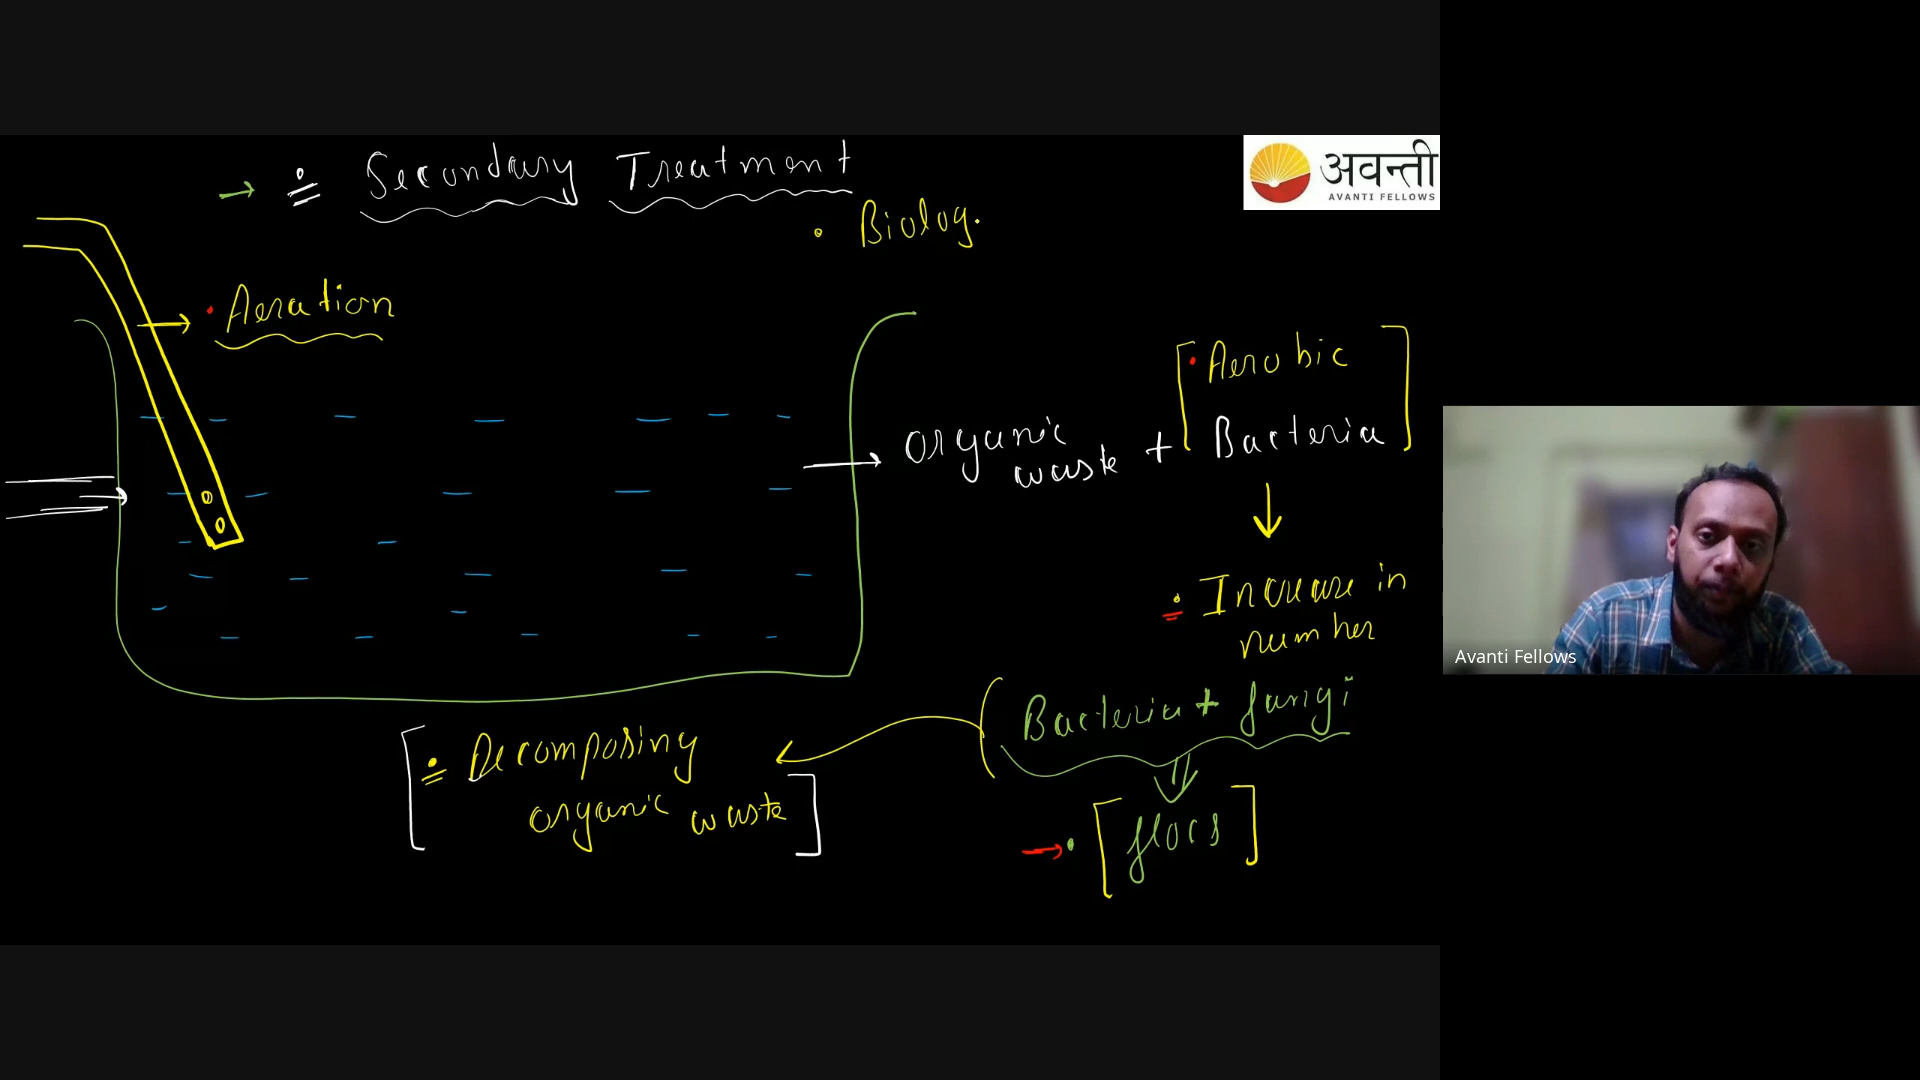 → Secondary Treatment
• Biolog.
अवन्ती
AVANTI FELLOWS
• Aeration
• Aerobic
organic waste + Bacteria
Increase in
number
Bacteria + fungi
Decomposing
organic waste
flocs
Avanti Fellows